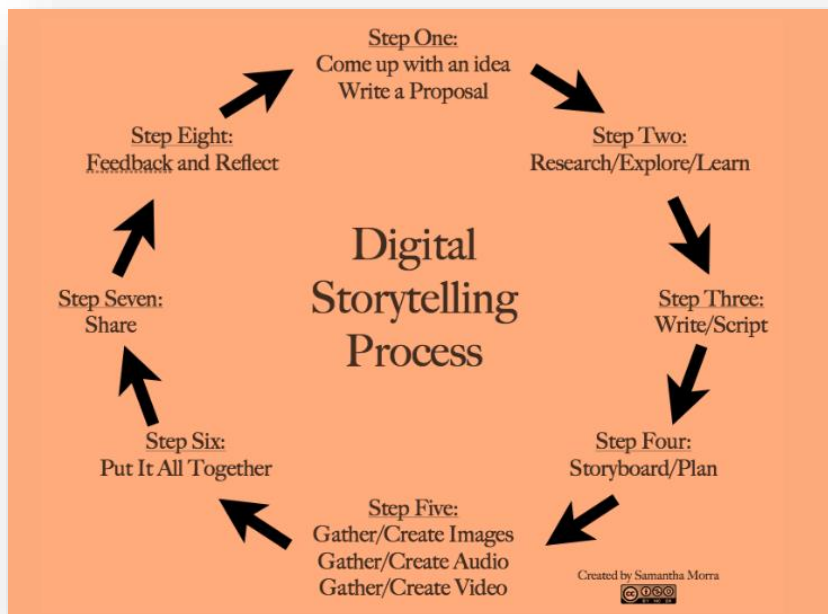 Step One:
Come up with an idea
Write a Proposal
Step Two:
Research/Explore/Learn
Step Three:
Write/Script
Step Four:
Storyboard/Plan
Step Five:
Gather/Create Images
Gather/Create Audio
Gather/Create Video
Step Six:
Put It All Together
Step Seven:
Share
Step Eight:
Feedback and Reflect
Digital
Storytelling
Process
Created by Samantha Morra